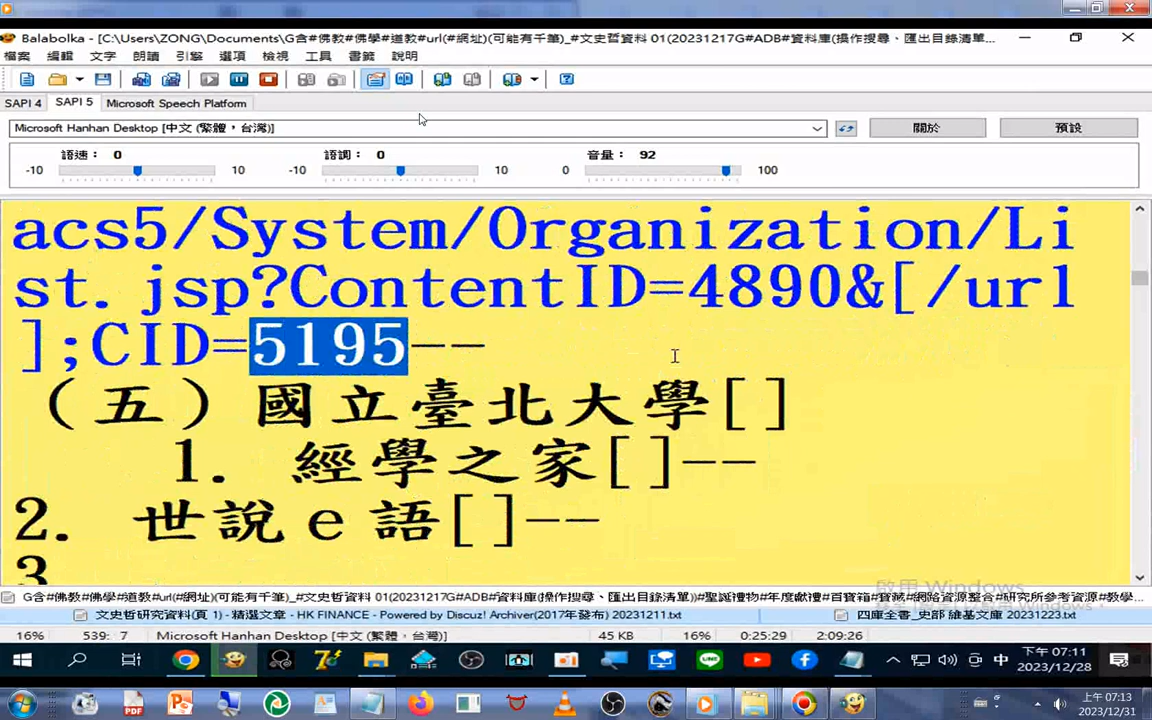 Balabolka - [C:\Users\ZONG\Documents\G含#佛教#佛學#道教#url(#網址)(可能有千筆)_#文史哲資料 01(20231217G#ADB#資料庫(操作搜尋、匯出目錄清單...
檔案 編輯 文字 朗讀 引擎 選項 檢視 工具 書籤 說明
SAPI 4 SAPI 5 Microsoft Speech Platform
Microsoft Hanhan Desktop [中文 (繁體，台灣)] 關於 預設
語速： 0 語調： 0 音量： 92
-10 10 -10 10 0 100
acs5/System/Organization/Li
st.jsp?ContentID=4890&[/url
];CID=5195--
(五)國立臺北大學[]
1. 經學之家[]--
2. 世說e語[]--
3.
啟用 Windows
G含#佛教#佛學#道教#url(#網址)(可能有千筆)_#文史哲資料 01(20231217G#ADB#資料庫(操作搜尋、匯出目錄清單))#聖誕禮物#年度獻禮#百寶箱#寶藏#網路資源整合#研究所參考資源#教學...
文史哲研究資料(頁 1) - 精選文章 - HK FINANCE - Powered by Discuz! Archiver(2017年發布) 20231211.txt 四庫全書_史部 維基文庫 20231223.txt
16% 539: 7 Microsoft Hanhan Desktop [中文 (繁體，台灣)] 45 KB 16% 0:25:29 2:09:26
中 下午 07:11
2023/12/28
上午 07:13
2023/12/31